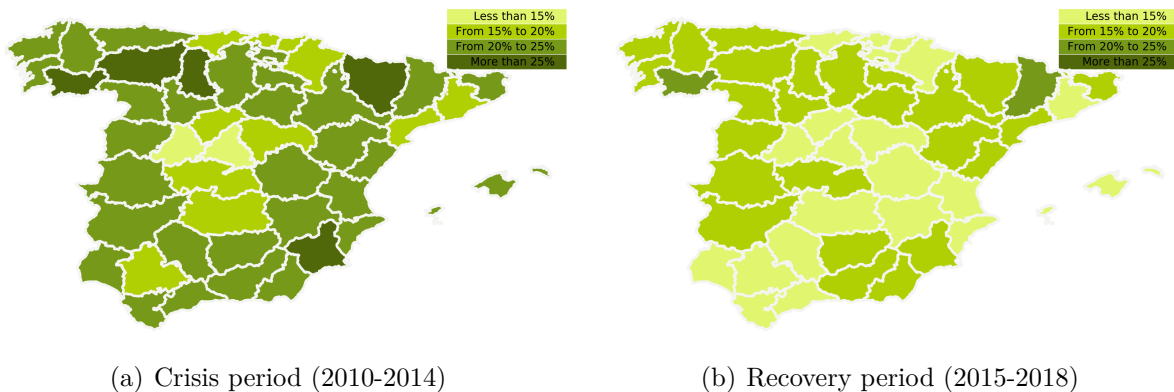 Less than 15%
From 15% to 20%
From 20% to 25%
More than 25%
Less than 15%
From 15% to 20%
From 20% to 25%
More than 25%
(a) Crisis period (2010-2014)
(b) Recovery period (2015-2018)